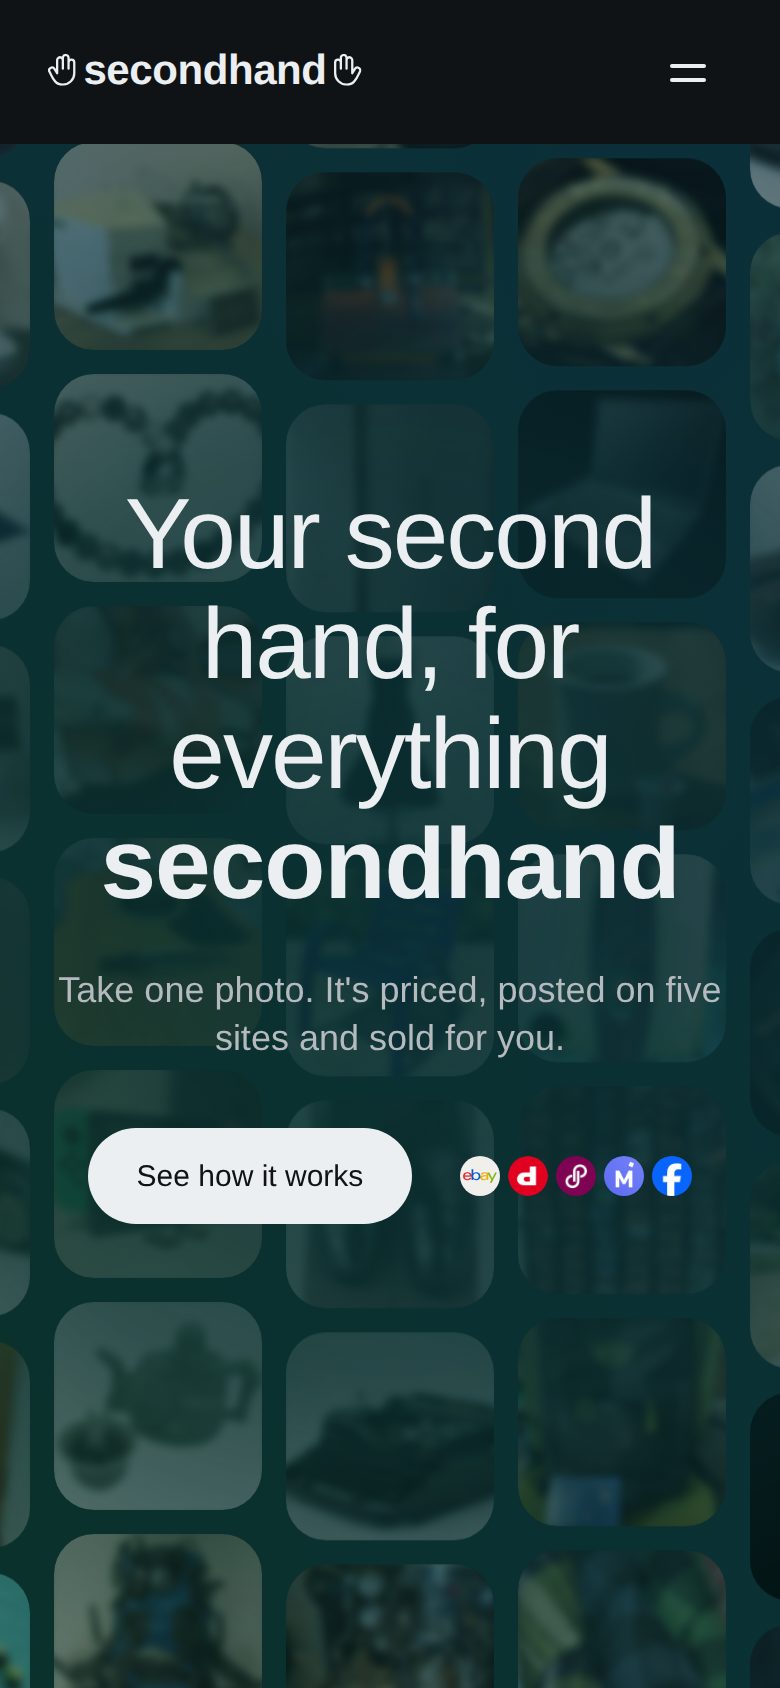 secondhand
Your second
hand, for
everything
secondhand
Take one photo. It's priced, posted on five
sites and sold for you.
See how it works
ebay